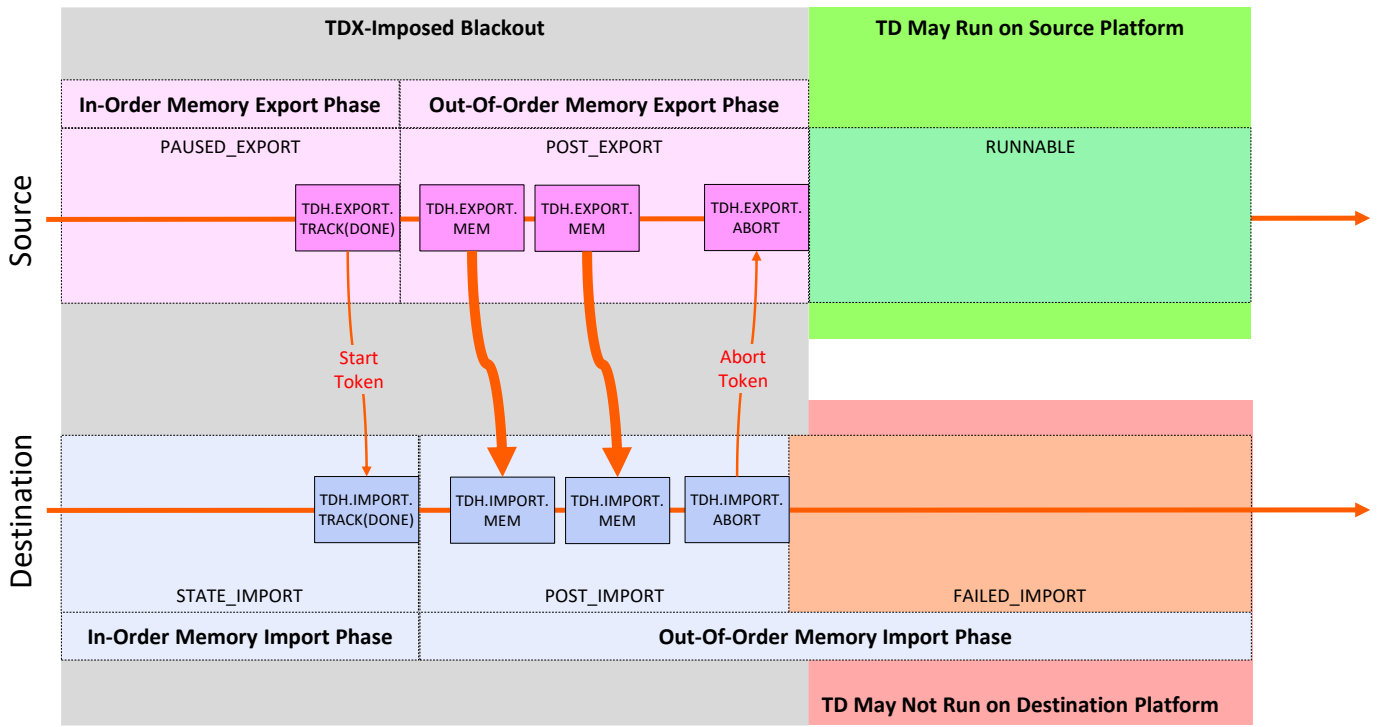 TDX-Imposed Blackout
TD May Run on Source Platform
In-Order Memory Export Phase
Out-Of-Order Memory Export Phase
PAUSED_EXPORT
POST_EXPORT
RUNNABLE
Source
TDH.EXPORT.
TRACK(DONE)
TDH.EXPORT.
MEM
TDH.EXPORT.
MEM
TDH.EXPORT.
ABORT
Start
Token
Abort
Token
Destination
TDH.IMPORT.
TRACK(DONE)
TDH.IMPORT.
MEM
TDH.IMPORT.
MEM
TDH.IMPORT.
ABORT
STATE_IMPORT
POST_IMPORT
FAILED_IMPORT
In-Order Memory Import Phase
Out-Of-Order Memory Import Phase
TD May Not Run on Destination Platform